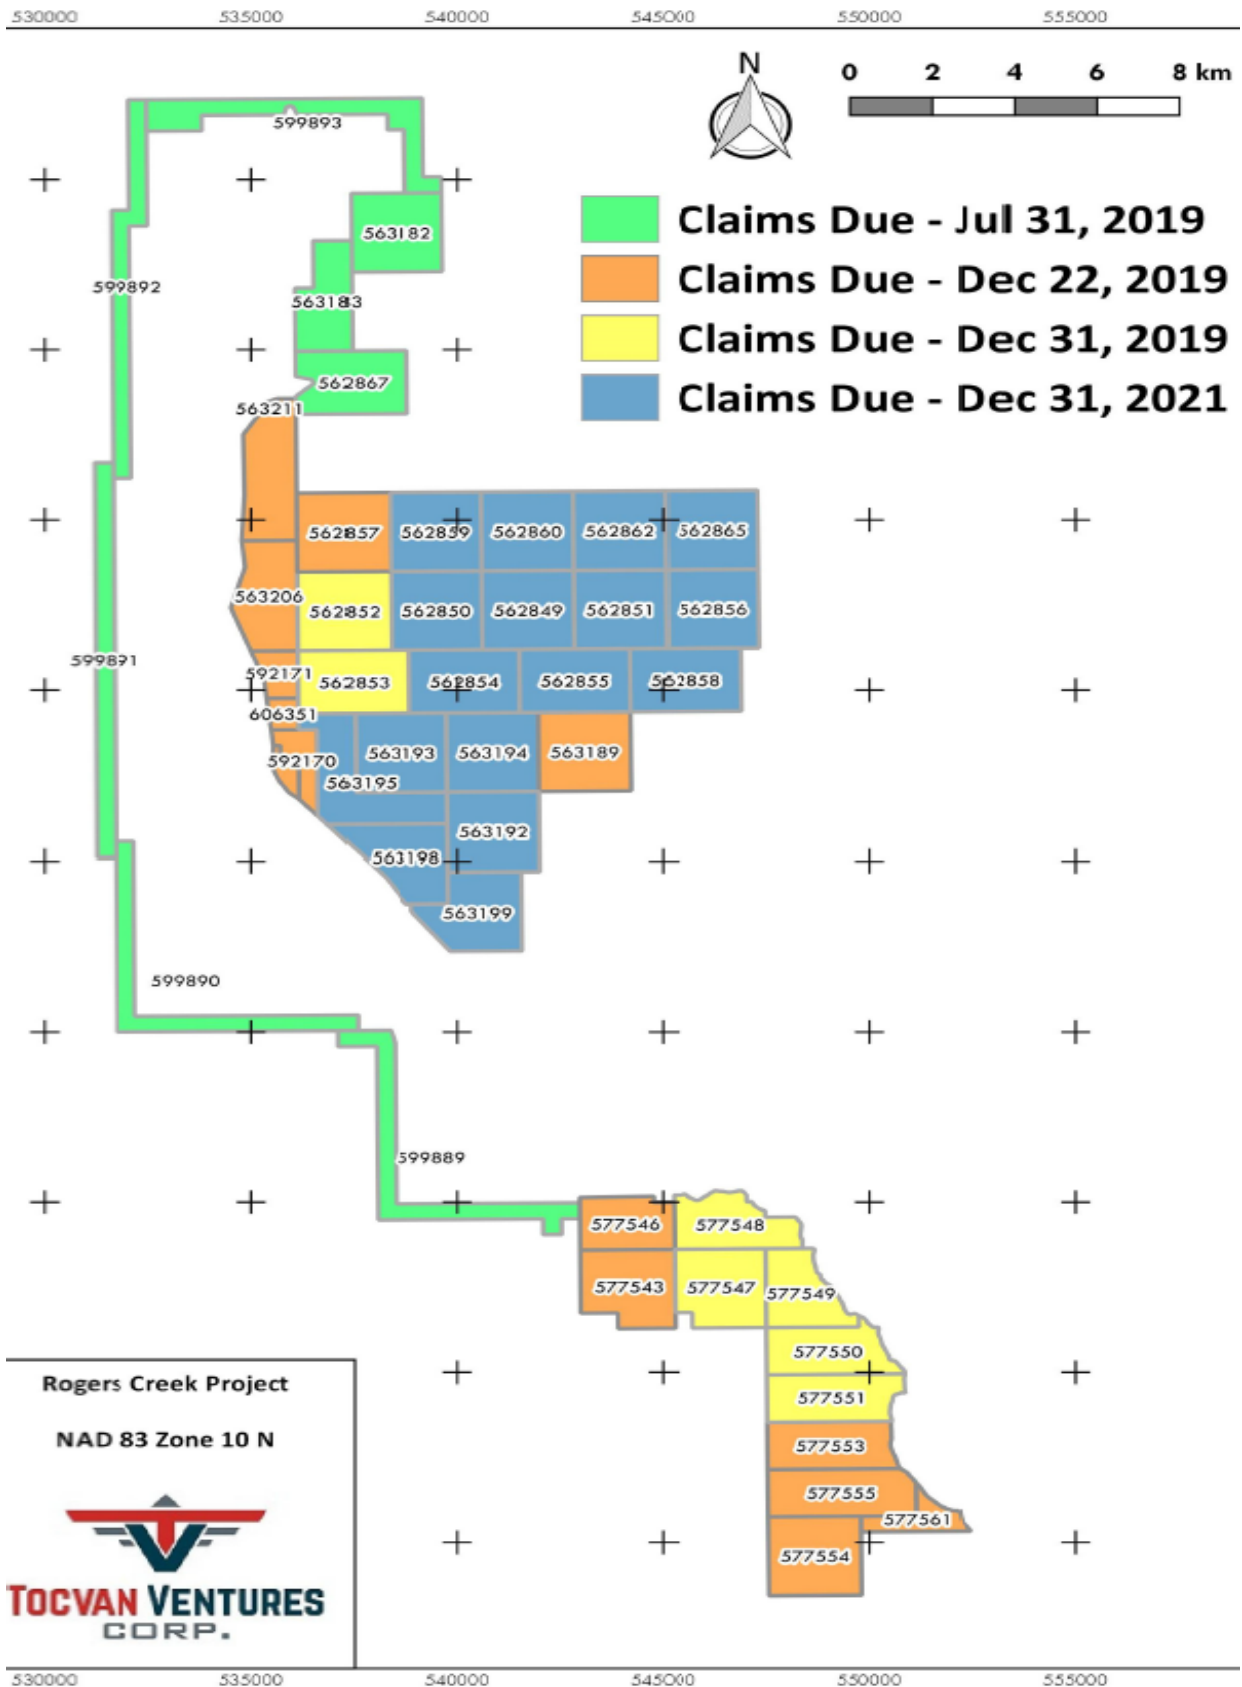 530000 535000 540000 545000 550000 555000
N
0 2 4 6 8 km
599893
563182
Claims Due - Jul 31, 2019
Claims Due - Dec 22, 2019
Claims Due - Dec 31, 2019
Claims Due - Dec 31, 2021
599892
563183
562867
563211
562857 562859 562860 562862 562865
563206 562852 562850 562849 562851 562856
599891
592171 562853 562854 562855 562858
606351
592170 563195 563193 563194 563189
563192
563198
563199
599890
599889
577546 577548
577543 577547 577549
577550
577551
577553
577555
577561
577554
Rogers Creek Project
NAD 83 Zone 10 N
TOCVAN VENTURES
CORP.
530000 535000 540000 545000 550000 555000